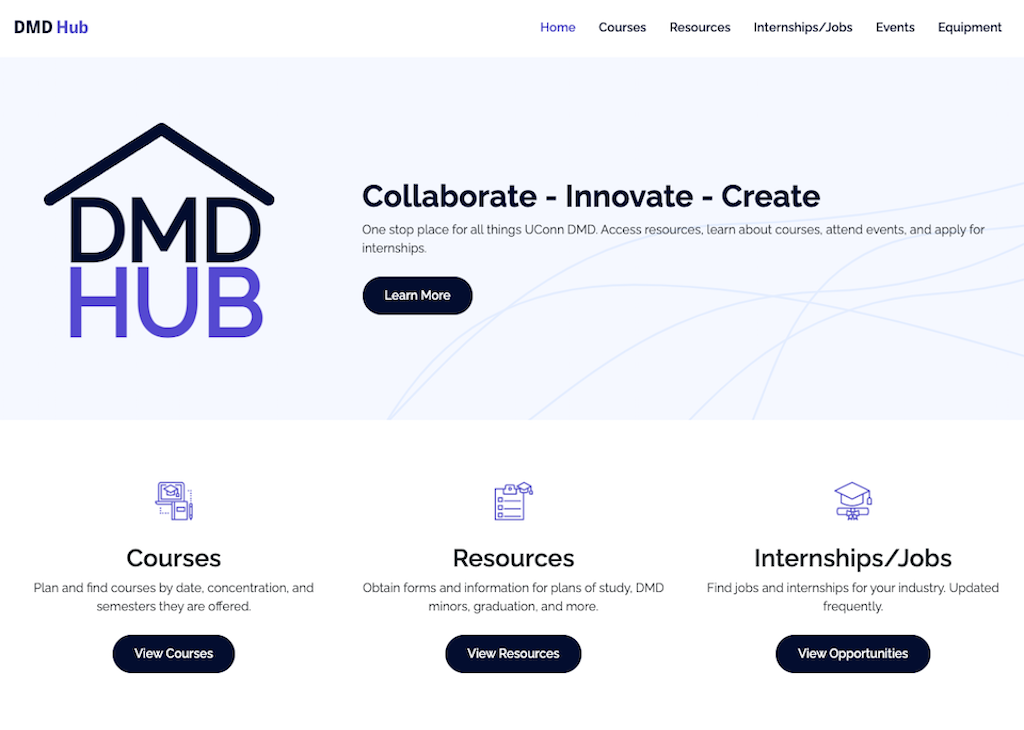 DMD Hub
Home Courses Resources Internships/Jobs Events Equipment
DMD
HUB
Collaborate - Innovate - Create
One stop place for all things UConn DMD. Access resources, learn about courses, attend events, and apply for
internships.
Learn More
Courses
Plan and find courses by date, concentration, and
semesters they are offered.
View Courses
Resources
Obtain forms and information for plans of study, DMD
minors, graduation, and more.
View Resources
Internships/Jobs
Find jobs and internships for your industry. Updated
frequently.
View Opportunities